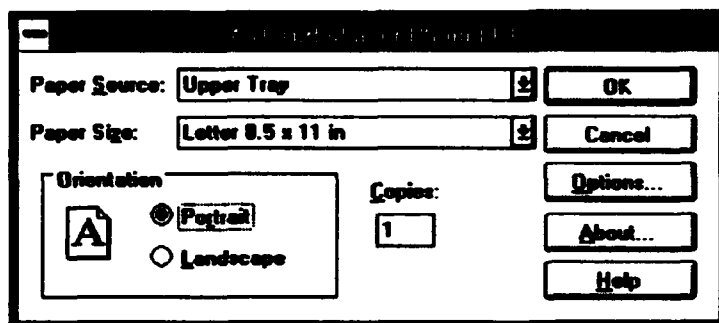 Paper Source: Upper Tray OK
Paper Size: Letter 8.5 x 11 in Cancel
Orientation Copies: Options...
A Portrait 1 About...
Landscape Help